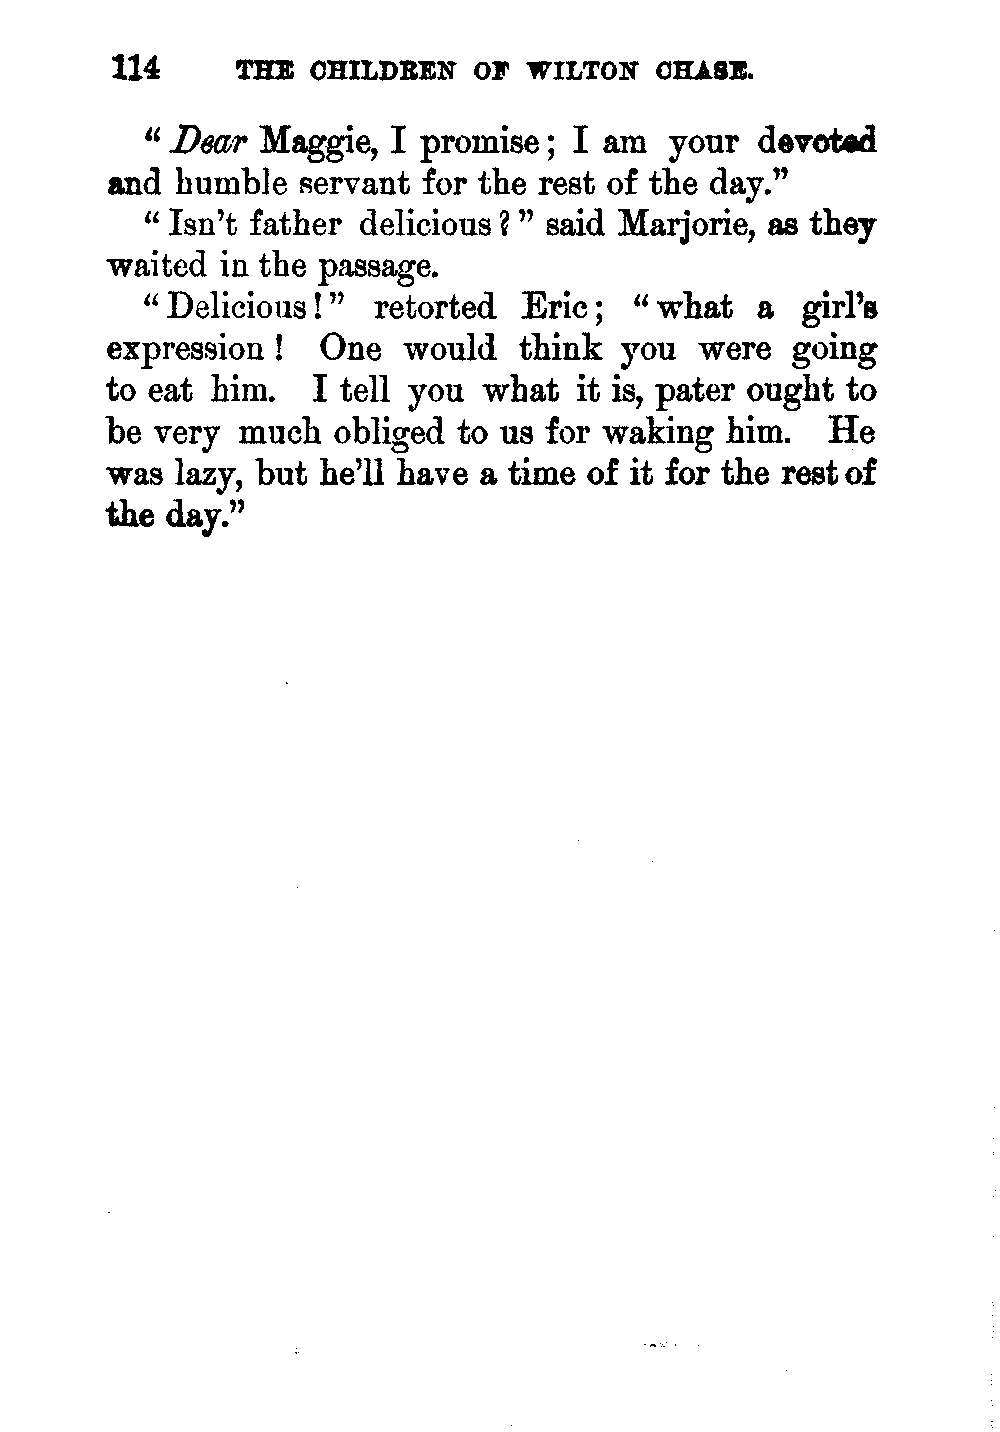 114 THE CHILDREN OF WILTON CHASE.
“ Dear Maggie, I promise; I am your devoted
and humble servant for the rest of the day.”
“ Isn’t father delicious ? ” said Marjorie, as they
waited in the passage.
“ Delicious! ” retorted Eric; “ what a girl’s
expression ! One would think you were going
to eat him. I tell you what it is, pater ought to
be very much obliged to us for waking him. He
was lazy, but he’ll have a time of it for the rest of
the day.”